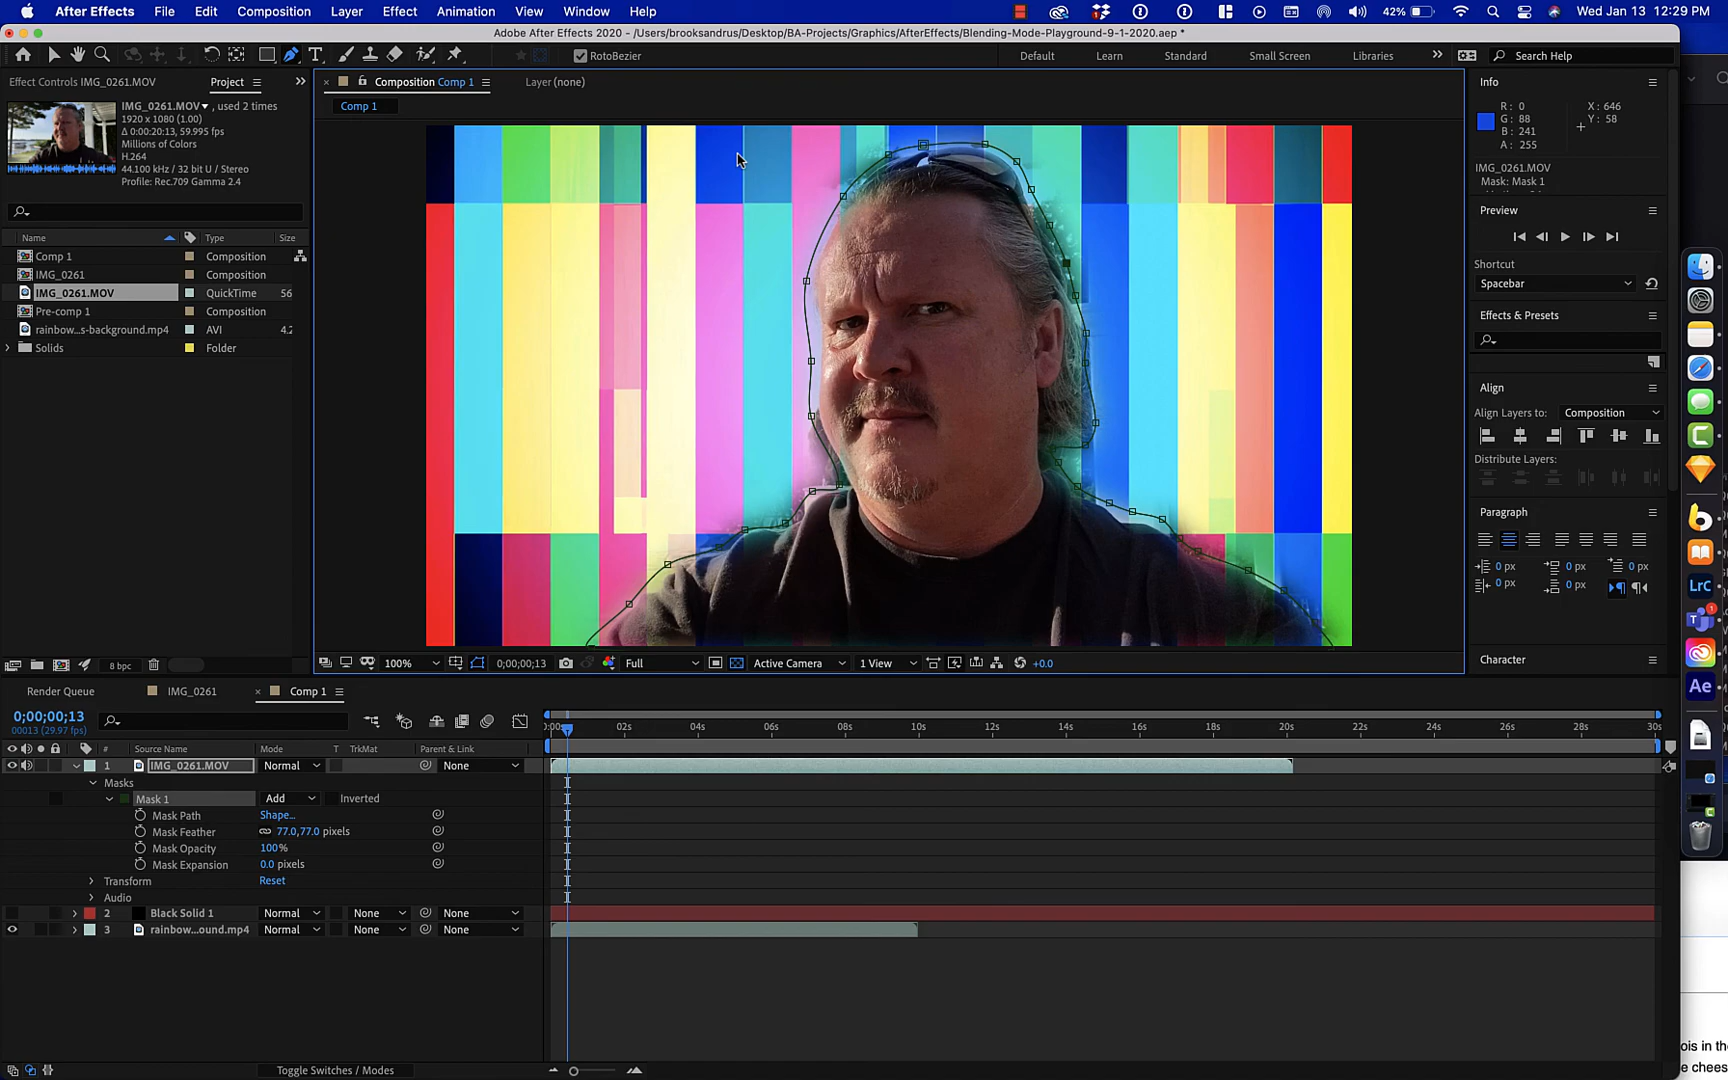 After Effects File Edit Composition Layer Effect Animation View Window Help 42% Wed Jan 13 12:29 PM
Adobe After Effects 2020 - /Users/brooksandrus/Desktop/BA-Projects/Graphics/AfterEffects/Blending-Mode-Playground-9-1-2020.aep *
RotoBezier Default Learn Standard Small Screen Libraries Search Help
Effect Controls IMG_0261.MOV Project
IMG_0261.MOV, used 2 times
1920 x 1080 (1.00)
Δ 0:00:20:13, 59.995 fps
Millions of Colors
H.264
44.100 kHz / 32 bit U / Stereo
Profile: Rec.709 Gamma 2.4
Name Type Size
Comp 1 Composition
IMG_0261 Composition
IMG_0261.MOV QuickTime 56
Pre-comp 1 Composition
rainbow...s-background.mp4 AVI 4.2
Solids Folder
8 bpc
Composition Comp 1 Layer (none)
Comp 1
100% 0;00;00;13 Full Active Camera 1 View +0.0
Info
R: 0 X: 646
G: 88 Y: 58
B: 241
A: 255
IMG_0261.MOV
Mask: Mask 1
Preview
Shortcut
Spacebar
Effects & Presets
Align
Align Layers to: Composition
Distribute Layers:
Paragraph
0 px 0 px 0 px
0 px 0 px
Character
Lrc
1
Ae
Render Queue IMG_0261 Comp 1
0;00;00;13
00013 (29.97 fps)
:00s 02s 04s 06s 08s 10s 12s 14s 16s 18s 20s 22s 24s 26s 28s 30s
# Source Name Mode T TrkMat Parent & Link
1 IMG_0261.MOV Normal None
Masks
Mask 1 Add Inverted
Mask Path Shape...
Mask Feather 77.0,77.0 pixels
Mask Opacity 100%
Mask Expansion 0.0 pixels
Transform Reset
Audio
2 Black Solid 1 Normal None None
3 rainbow...ound.mp4 Normal None None
Toggle Switches / Modes
ois in the
e chees